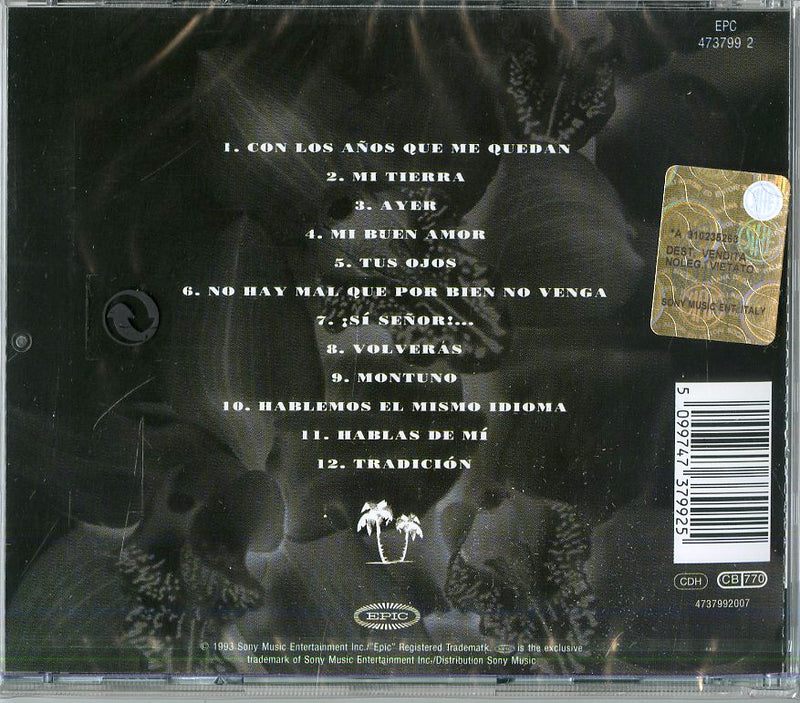 EPC
473799 2
1. CON LOS AÑOS QUE ME QUEDAN
2. MI TIERRA
3. AYER
4. MI BUEN AMOR
5. TUS OJOS
6. NO HAY MAL QUE POR BIEN NO VENGA
7. ¡SÍ SEÑOR!...
8. VOLVERÁS
9. MONTUNO
10. HABLEMOS EL MISMO IDIOMA
11. HABLAS DE MÍ
12. TRADICIÓN
DEST. VENDITA
NOLEG. VIETATO
SONY MUSIC ENT. ITALY
5 099747 379925
CDH CB 770
4737992007
EPIC
© 1993 Sony Music Entertainment Inc./"Epic" Registered Trademark, is the exclusive
trademark of Sony Music Entertainment Inc./Distribution Sony Music